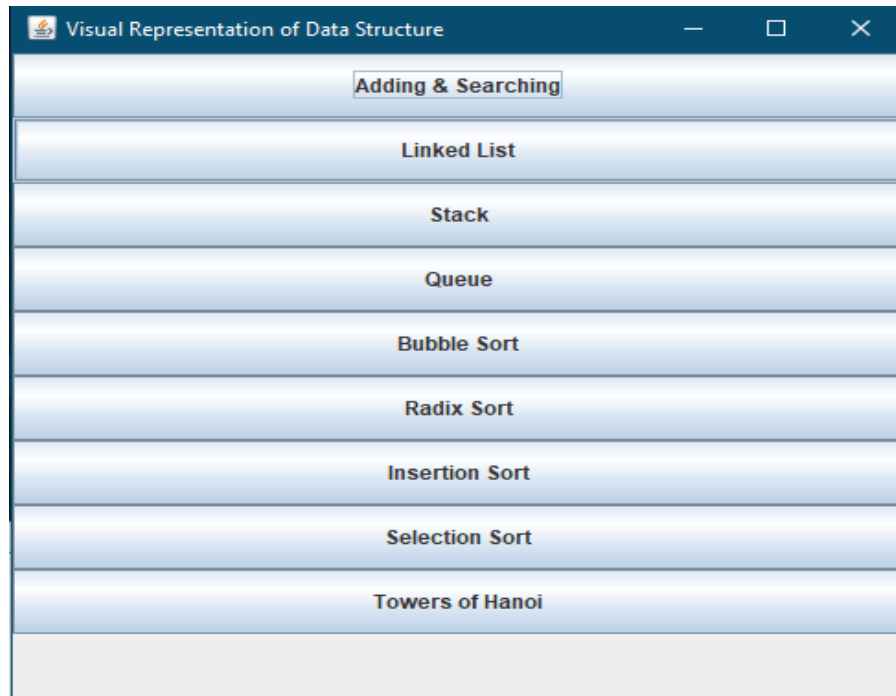 Visual Representation of Data Structure
Adding & Searching
Linked List
Stack
Queue
Bubble Sort
Radix Sort
Insertion Sort
Selection Sort
Towers of Hanoi